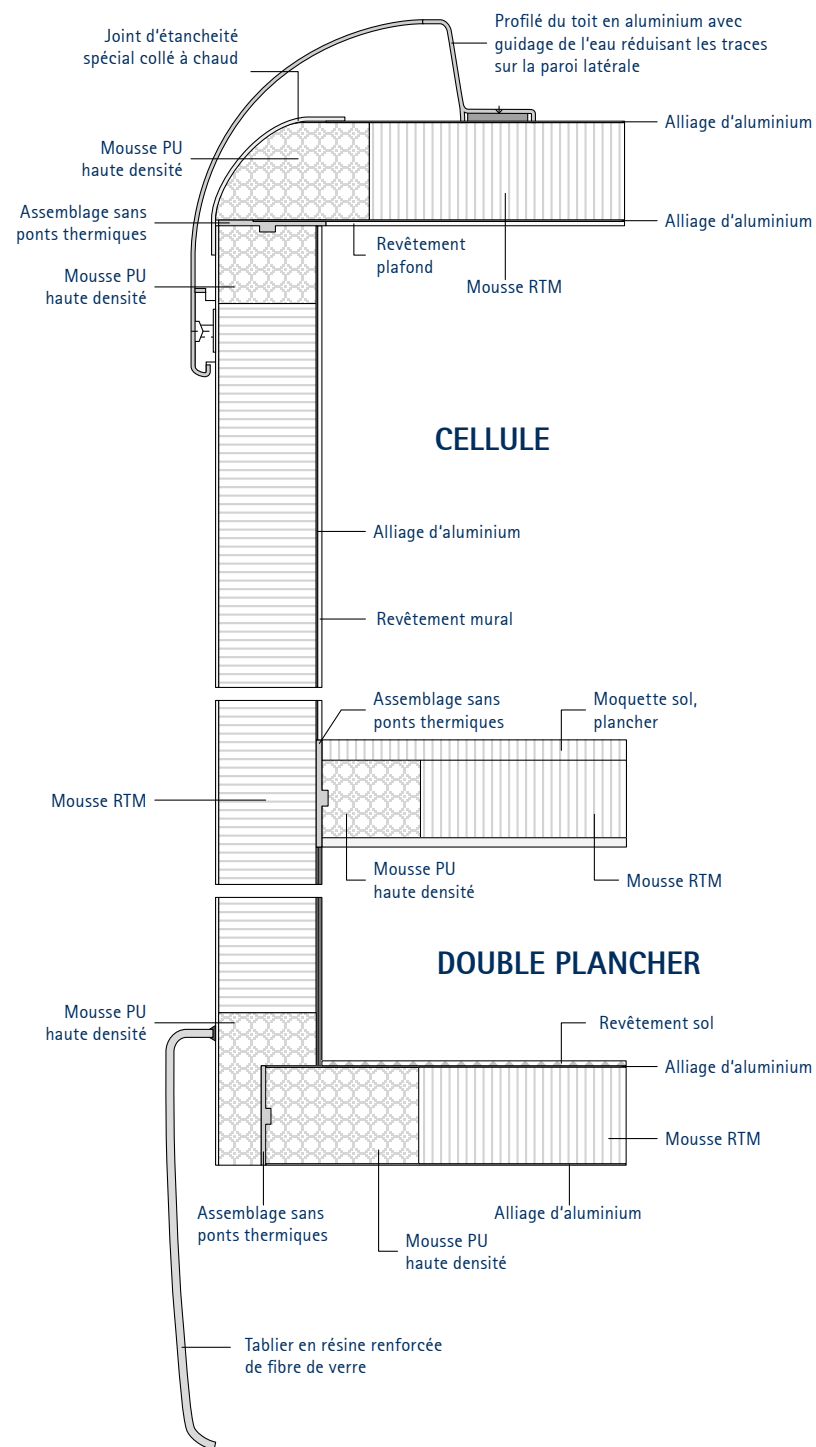 Joint d'étancheité
spécial collé à chaud
Profilé du toit en aluminium avec
guidage de l'eau réduisant les traces
sur la paroi latérale
Alliage d'aluminium
Mousse PU
haute densité
Assemblage sans
ponts thermiques
Alliage d'aluminium
Revêtement
plafond
Mousse RTM
Mousse PU
haute densité
CELLULE
Alliage d'aluminium
Revêtement mural
Assemblage sans
ponts thermiques
Moquette sol,
plancher
Mousse RTM
Mousse PU
haute densité
Mousse RTM
DOUBLE PLANCHER
Mousse PU
haute densité
Revêtement sol
Alliage d'aluminium
Mousse RTM
Assemblage sans
ponts thermiques
Alliage d'aluminium
Mousse PU
haute densité
Tablier en résine renforcée
de fibre de verre